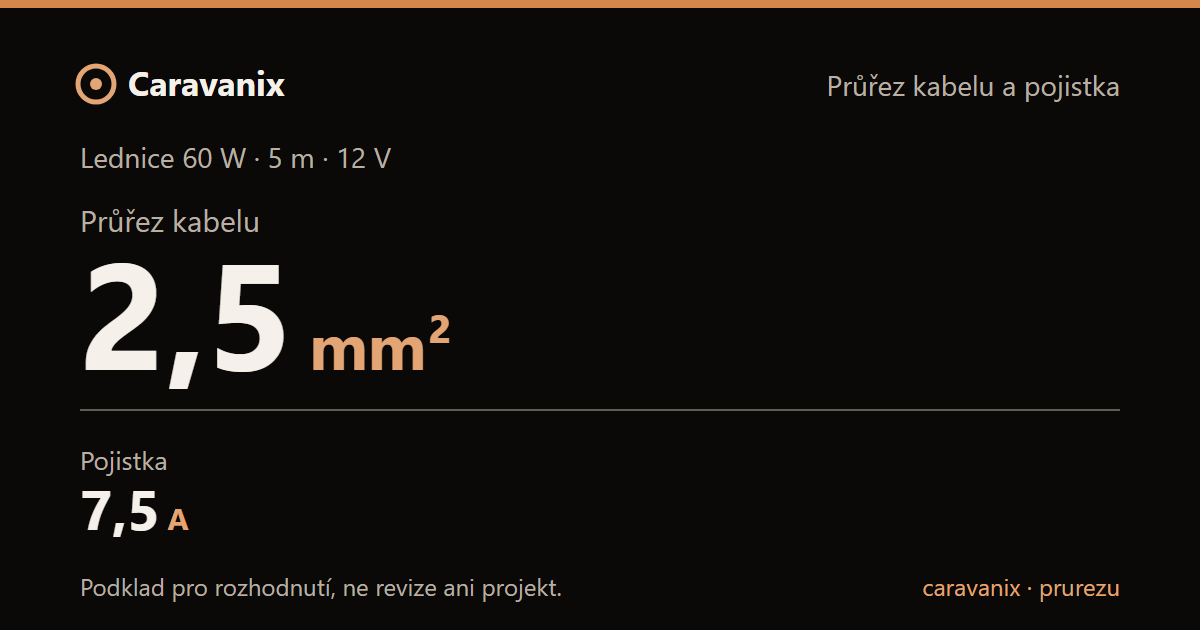 Caravanix
Průřez kabelu a pojistka
Lednice 60 W · 5 m · 12 V
Průřez kabelu
2,5 mm²
Pojistka
7,5 A
Podklad pro rozhodnutí, ne revize ani projekt.
caravanix · prurezu